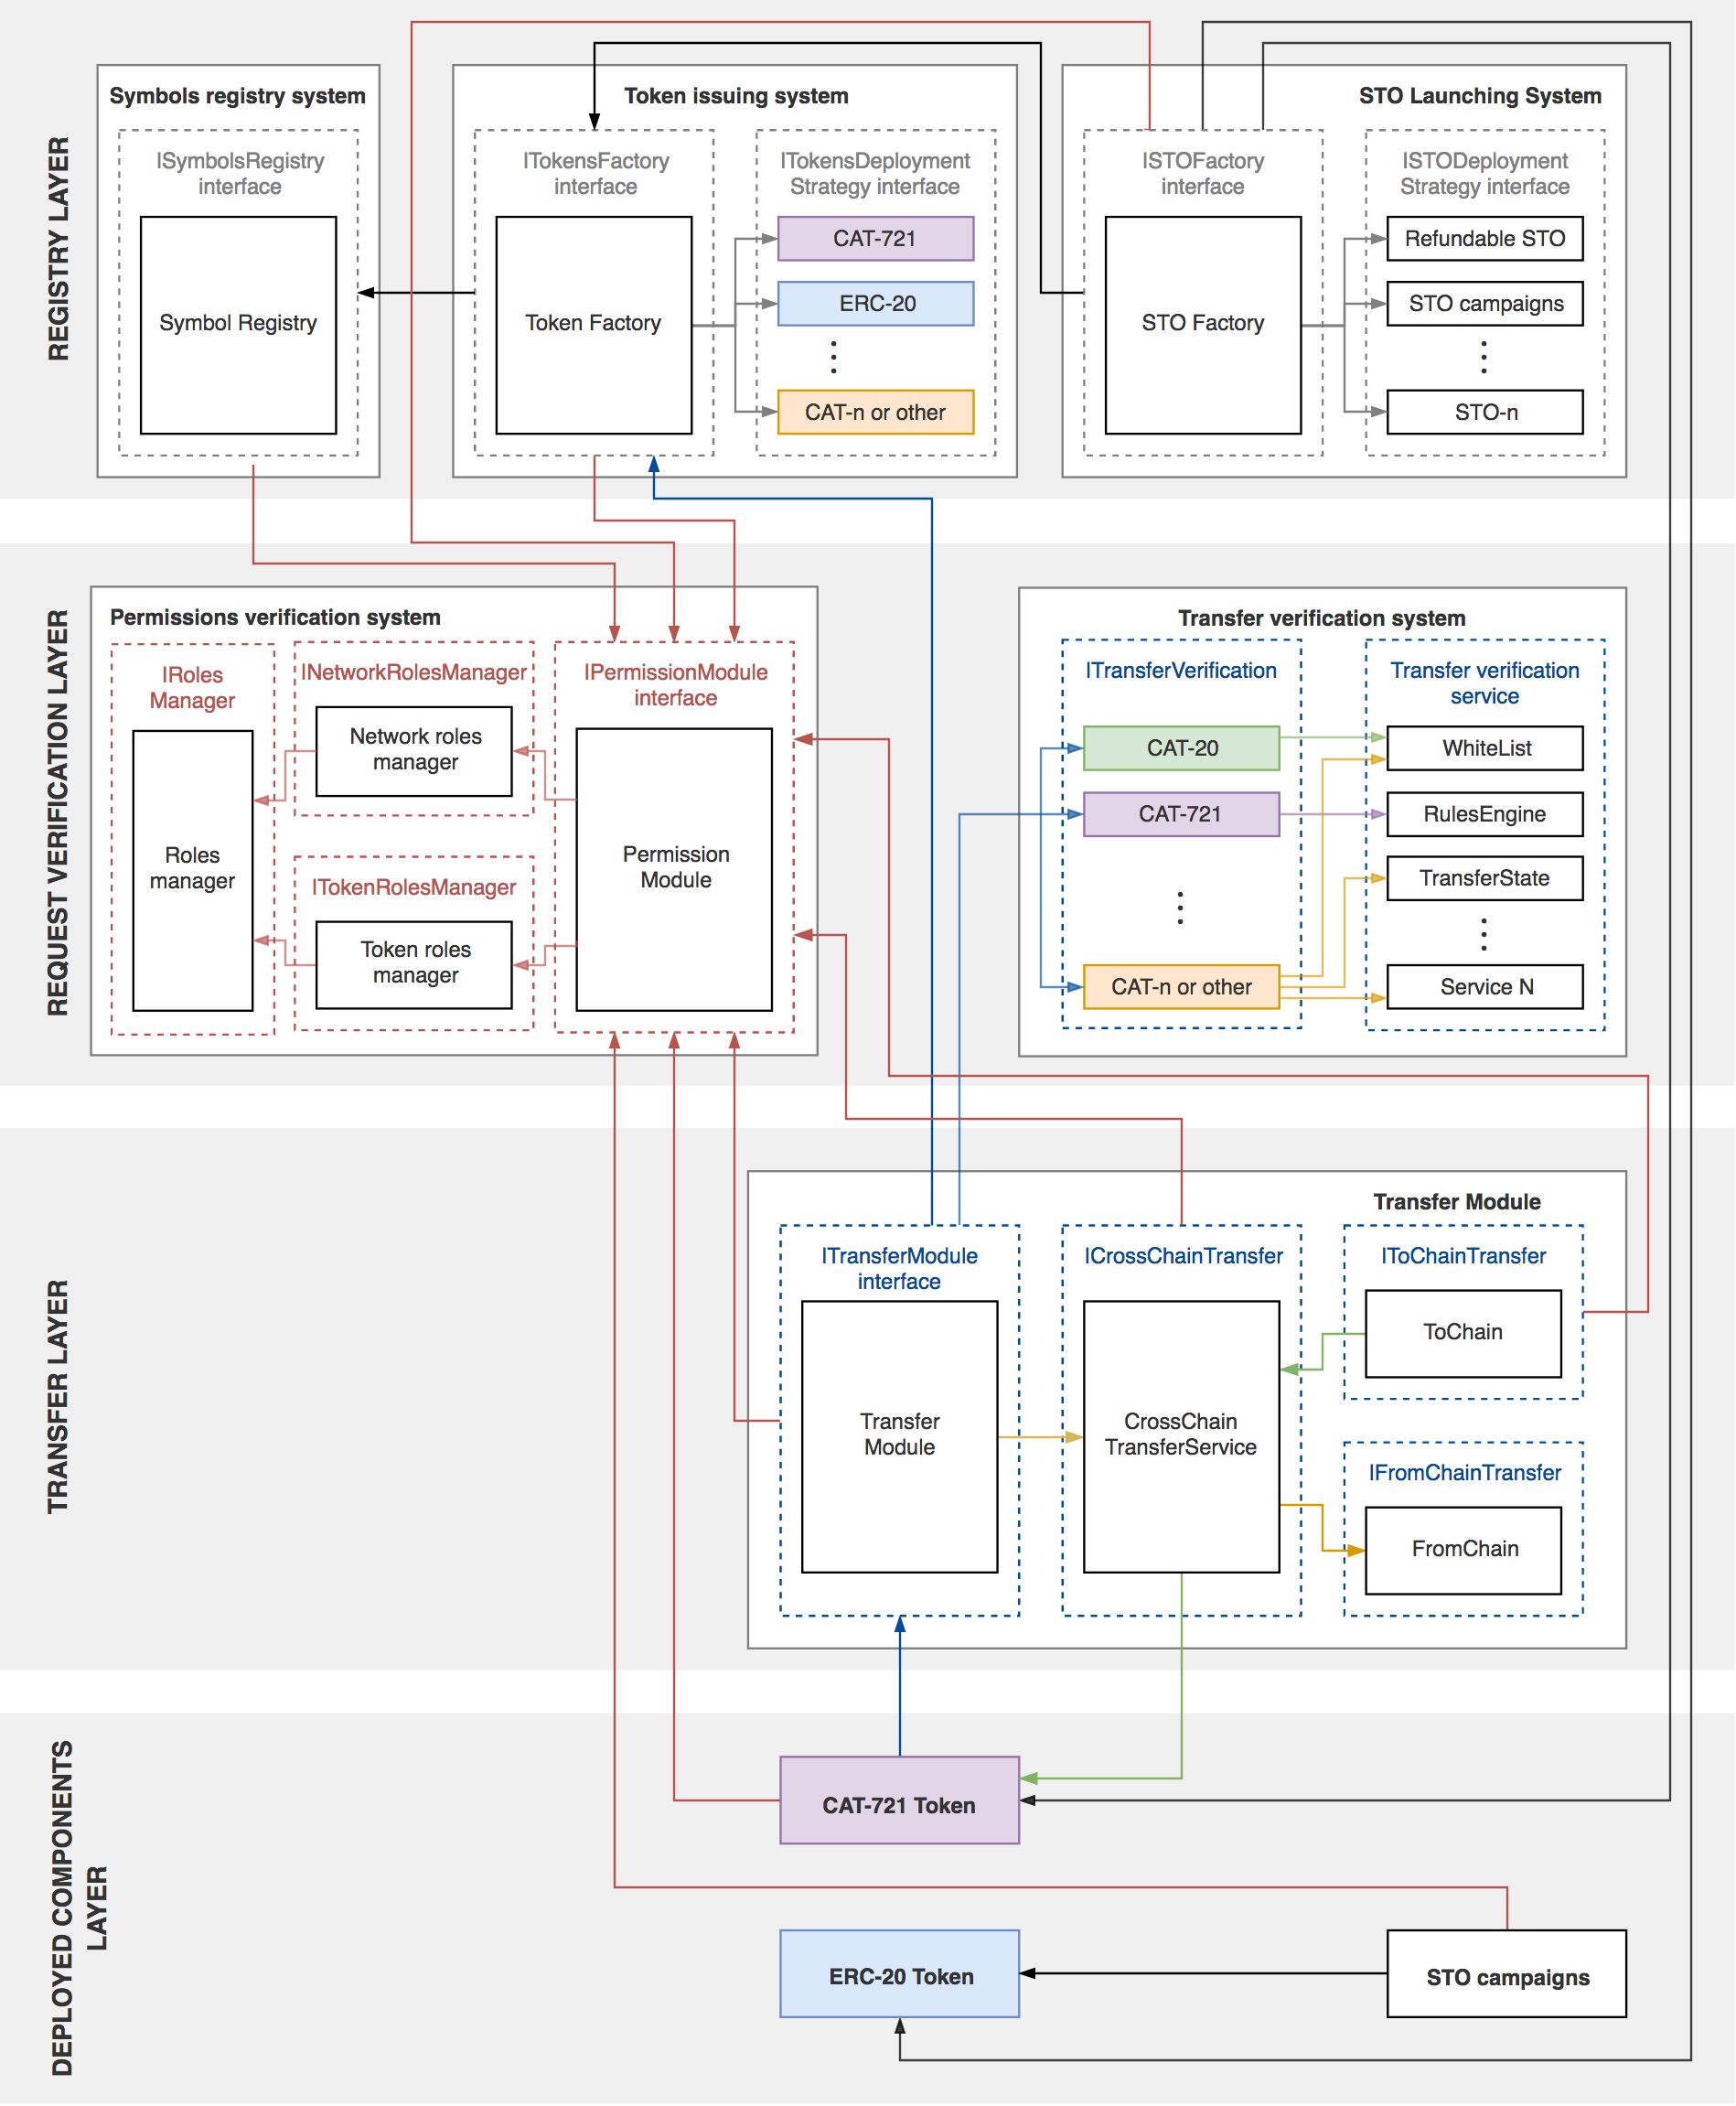 REGISTRY LAYER
Symbols registry system
ISymbolsRegistry
interface
Symbol Registry
Token issuing system
ITokensFactory
interface
Token Factory
ITokensDeployment
Strategy interface
CAT-721
ERC-20
CAT-n or other
STO Launching System
ISTOFactory
interface
STO Factory
ISTODeployment
Strategy interface
Refundable STO
STO campaigns
STO-n
REQUEST VERIFICATION LAYER
Permissions verification system
IRoles
Manager
Roles
manager
INetworkRolesManager
Network roles
manager
ITokenRolesManager
Token roles
manager
IPermissionModule
interface
Permission
Module
Transfer verification system
ITransferVerification
CAT-20
CAT-721
CAT-n or other
Transfer verification
service
WhiteList
RulesEngine
TransferState
Service N
TRANSFER LAYER
Transfer Module
ITransferModule
interface
Transfer
Module
ICrossChainTransfer
CrossChain
TransferService
IToChainTransfer
ToChain
IFromChainTransfer
FromChain
DEPLOYED COMPONENTS
LAYER
CAT-721 Token
ERC-20 Token
STO campaigns